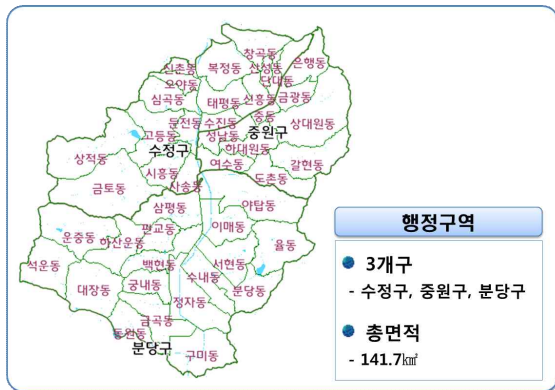 창곡동
신촌동 복정동 산성동 은행동
오야동 단대동
심곡동 태평동 신흥동 금광동
둔전동 수진동 중동 상대원동
고등동 성남동 중원구
수정구 하대원동
상적동 여수동 갈현동
시흥동 도촌동
금토동 사송동
삼평동 야탑동
판교동 이매동
운중동 하산운동 율동
석운동 백현동 서현동
수내동
대장동 궁내동 분당동
정자동
금곡동
동원동
분당구 구미동
행정구역
3개구
- 수정구, 중원구, 분당구
총면적
- 141.7㎢